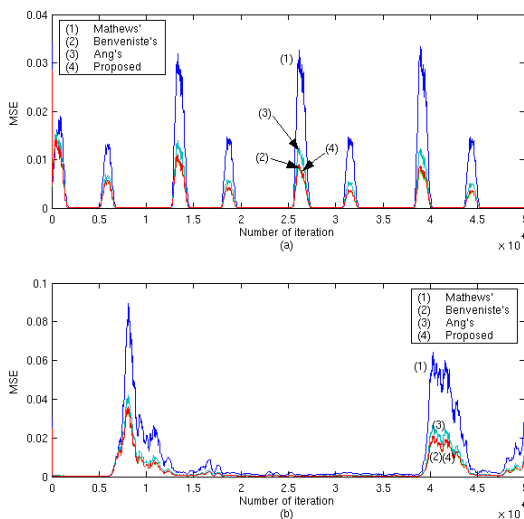 0.04
0.03
0.02
0.01
0
MSE
(1) Mathews'
(2) Benveniste's
(3) Ang's
(4) Proposed
(1)
(3)
(2)
(4)
0 0.5 1 1.5 2 2.5 3 3.5 4 4.5 5
Number of iteration
× 10
(a)
0.1
0.08
0.06
0.04
0.02
0
MSE
(1) Mathews'
(2) Benveniste's
(3) Ang's
(4) Proposed
(1)
(3)
(2)(4)
0 0.5 1 1.5 2 2.5 3 3.5 4 4.5 5
Number of iteration
× 10
(b)